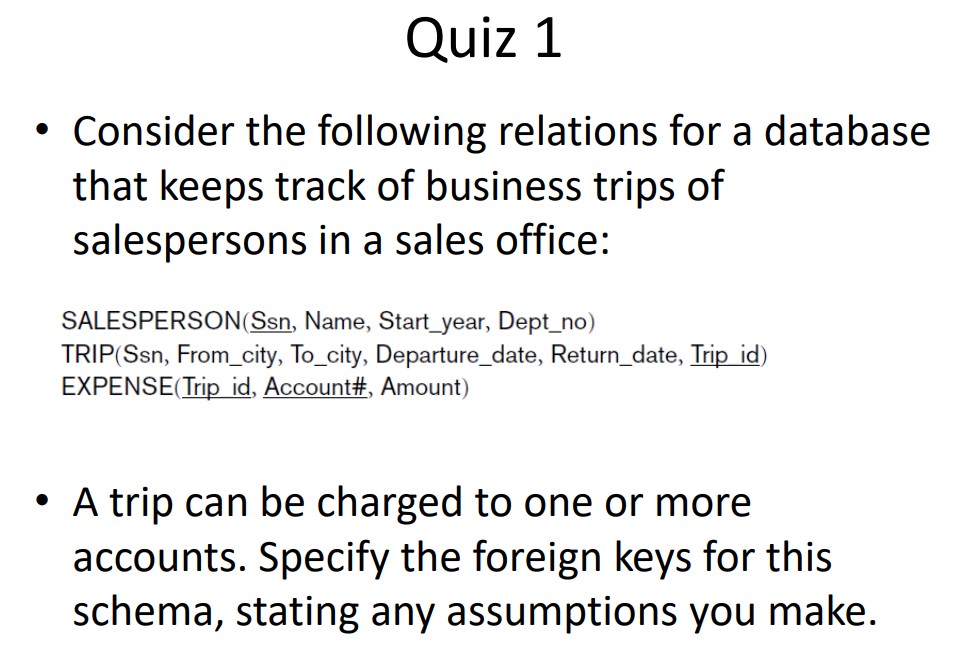 Quiz 1
• Consider the following relations for a database
that keeps track of business trips of
salespersons in a sales office:
SALESPERSON(Ssn, Name, Start_year, Dept_no)
TRIP(Ssn, From_city, To_city, Departure_date, Return_date, Trip_id)
EXPENSE(Trip_id, Account#, Amount)
• A trip can be charged to one or more
accounts. Specify the foreign keys for this
schema, stating any assumptions you make.